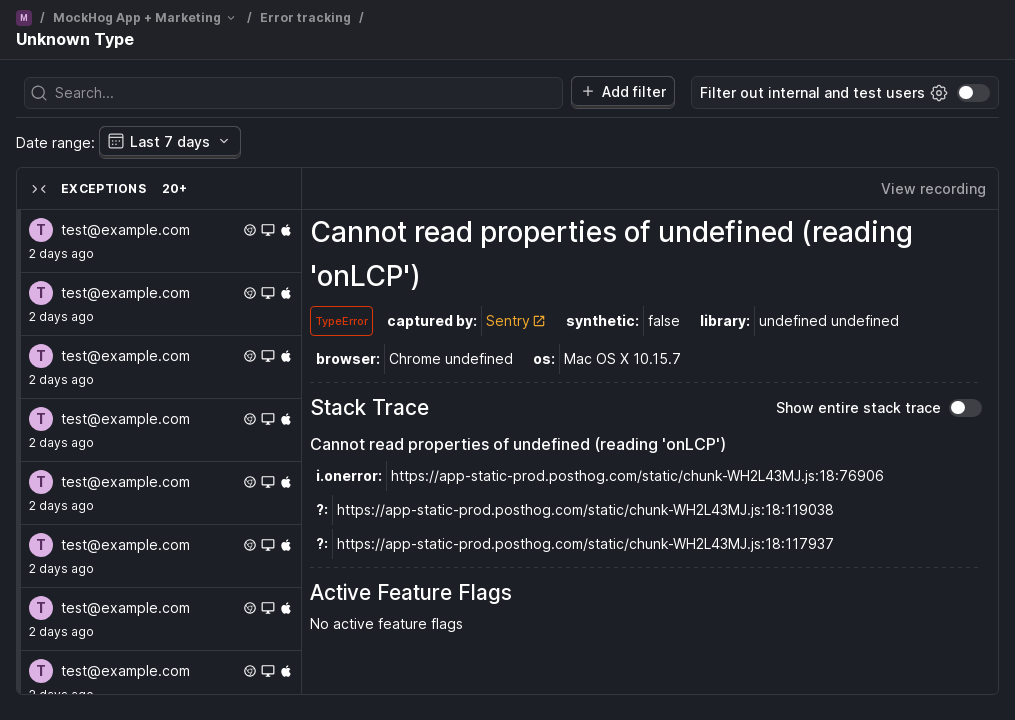 M / MockHog App + Marketing / Error tracking /
Unknown Type
Search...
Add filter
Filter out internal and test users
Date range: Last 7 days
EXCEPTIONS 20+
View recording
T test@example.com
2 days ago
T test@example.com
2 days ago
T test@example.com
2 days ago
T test@example.com
2 days ago
T test@example.com
2 days ago
T test@example.com
2 days ago
T test@example.com
2 days ago
T test@example.com
2 days ago
Cannot read properties of undefined (reading
'onLCP')
TypeError captured by: Sentry synthetic: false library: undefined undefined
browser: Chrome undefined os: Mac OS X 10.15.7
Stack Trace
Show entire stack trace
Cannot read properties of undefined (reading 'onLCP')
i.onerror: https://app-static-prod.posthog.com/static/chunk-WH2L43MJ.js:18:76906
?: https://app-static-prod.posthog.com/static/chunk-WH2L43MJ.js:18:119038
?: https://app-static-prod.posthog.com/static/chunk-WH2L43MJ.js:18:117937
Active Feature Flags
No active feature flags